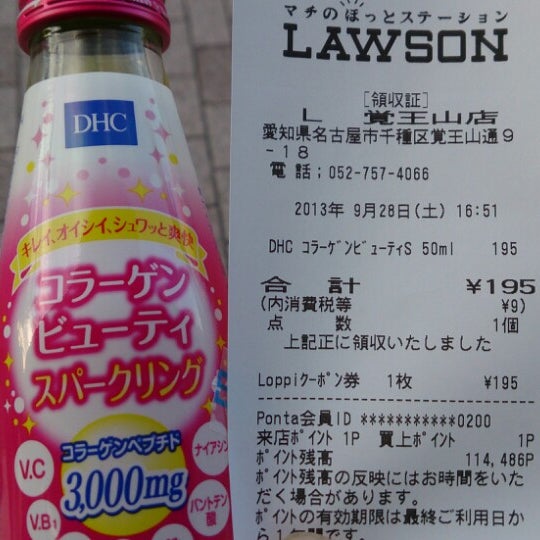 DHC
キレイ、オイシイ、シュワッと爽快
コラーゲン
ビューティ
スパークリング
コラーゲンペプチド
3,000mg
V.C
V.B1
ナイアシン
パントテン
酸
マチのほっとステーション
LAWSON
[領収証]
L 覚王山店
愛知県名古屋市千種区覚王山通9
-18
電話;052-757-4066
2013年 9月28日(土) 16:51
DHC コラーゲンビューティS 50ml 195
合計 ¥195
(内消費税等 ¥9)
点数 1個
上記正に領収いたしました
Loppiクーポン券 1枚 ¥195
Ponta会員ID ***********0200
来店ポイント 1P 買上ポイント 1P
ポイント残高 114,486P
ポイント残高の反映にはお時間をいた
だく場合があります。
ポイントの有効期限は最終ご利用日か
ら1年間です。